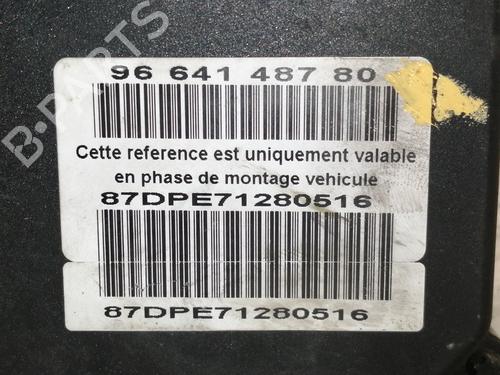 96 641 487 80
Cette reference est uniquement valable
en phase de montage vehicule
87DPE71280516
87DPE71280516
B-PARTS